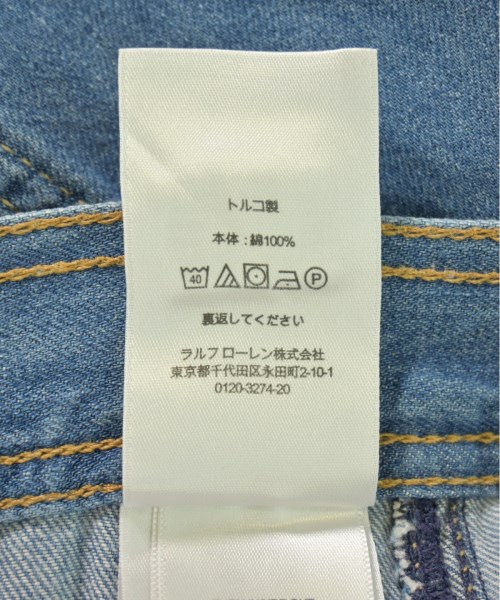 トルコ製
本体 : 綿100%
40 P
裏返してください
ラルフ ローレン株式会社
東京都千代田区永田町2-10-1
0120-3274-20